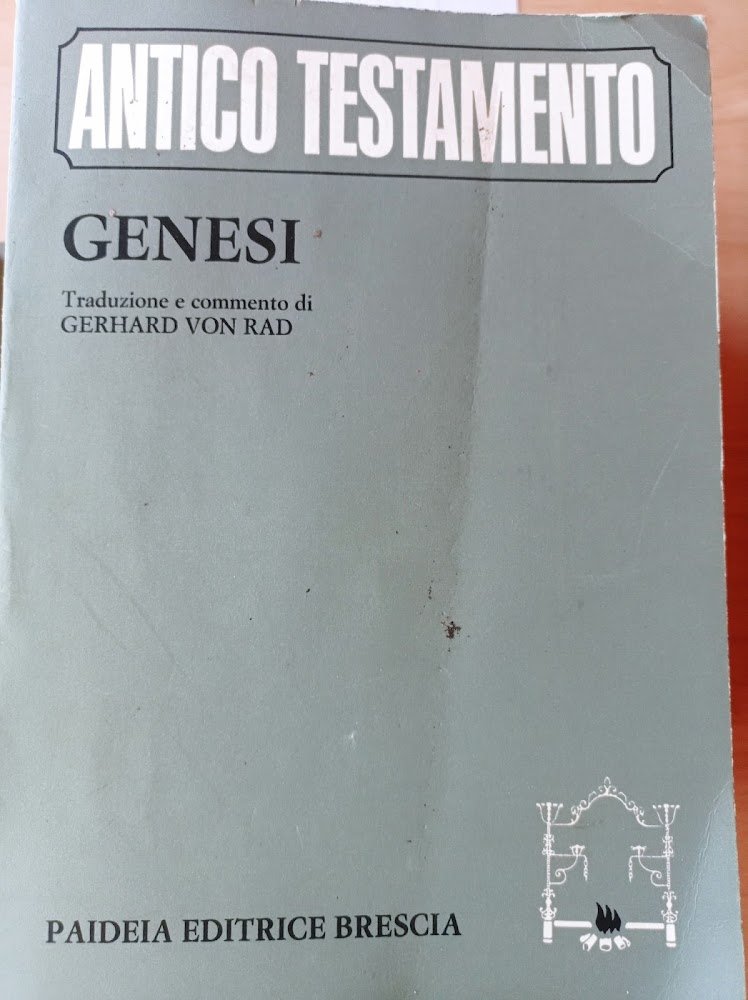 ANTICO TESTAMENTO
GENESI
Traduzione e commento di
GERHARD VON RAD
PAIDEIA EDITRICE BRESCIA